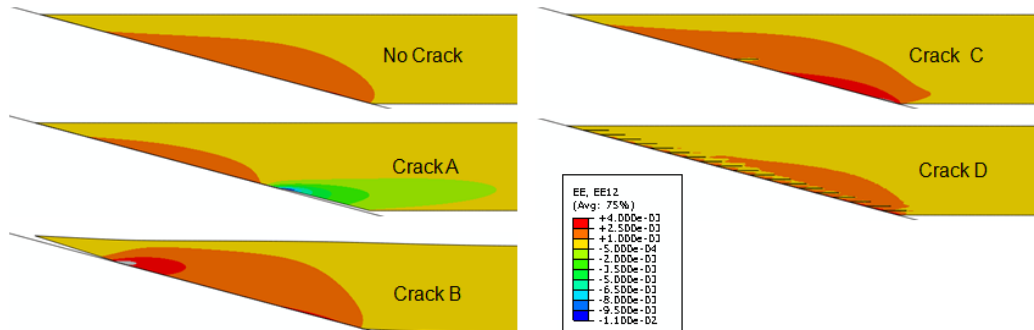 No Crack
Crack A
Crack B
Crack C
Crack D
EE, EE12
(Avg: 75%)
+4.000e-03
+2.500e-03
+1.000e-03
-5.000e-04
-2.000e-03
-3.500e-03
-5.000e-03
-6.500e-03
-8.000e-03
-9.500e-03
-1.100e-02